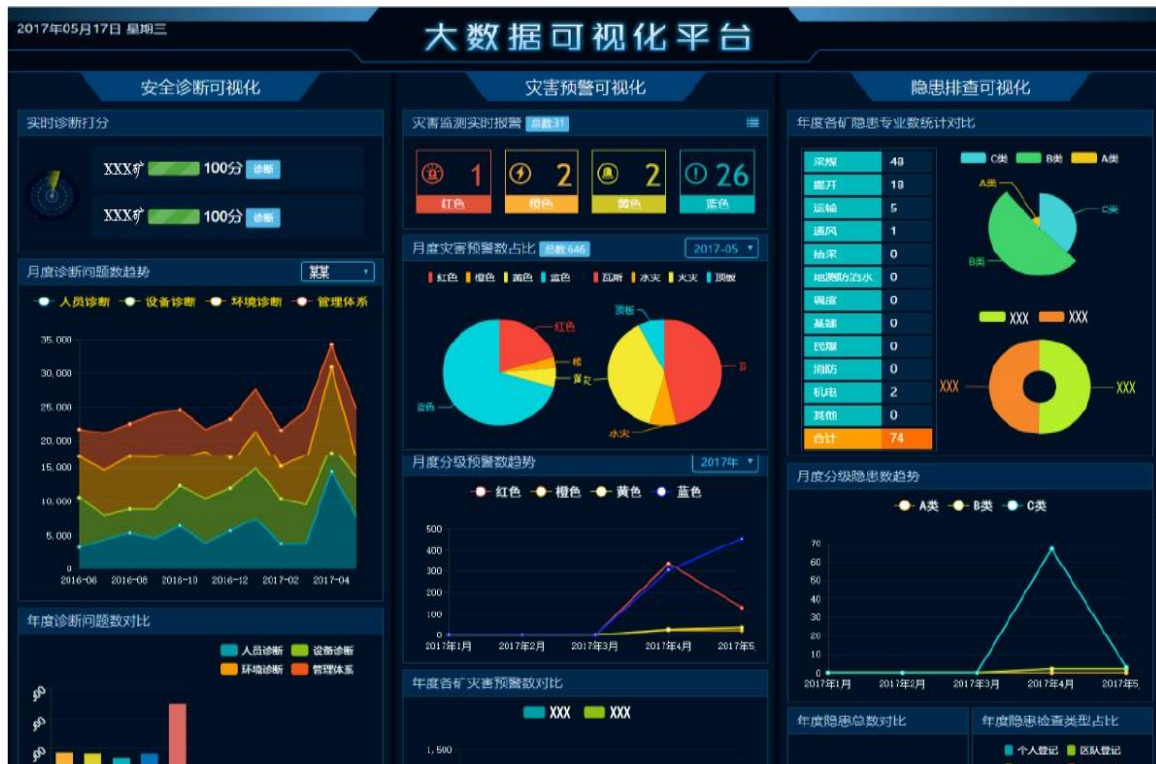 2017年05月17日 星期三
大数据可视化平台
安全诊断可视化
实时诊断打分
XXX矿 100分 诊断
XXX矿 100分 诊断
月度诊断问题数趋势 某某
人员诊断 设备诊断 环境诊断 管理体系
35,000
30,000
25,000
20,000
15,000
10,000
5,000
0
2016-06 2016-08 2016-10 2016-12 2017-02 2017-04
年度诊断问题数对比
人员诊断 设备诊断
环境诊断 管理体系
灾害预警可视化
灾害监测实时报警 总数31
1 2 2 26
红色 橙色 黄色 蓝色
月度灾害预警数占比 总数646 2017-05
红色 橙色 黄色 蓝色 瓦斯 水灾 火灾 顶板
顶板
红色
橙
黄
蓝色
水灾
月度分级预警数趋势 2017年
红色 橙色 黄色 蓝色
500
400
300
200
100
0
2017年1月 2017年2月 2017年3月 2017年4月 2017年5
年度各矿灾害预警数对比
XXX XXX
1,500
隐患排查可视化
年度各矿隐患专业数统计对比
采煤 48
掘开 18
运输 5
通风 1
抽采 0
地测防治水 0
调度 0
基建 0
民爆 0
消防 0
机电 2
其他 0
合计 74
C类 B类 A类
A类
C类
B类
XXX XXX
XXX XXX
月度分级隐患数趋势
A类 B类 C类
70
60
50
40
30
20
10
0
2017年1月 2017年2月 2017年3月 2017年4月 2017年5
年度隐患总数对比
年度隐患检查类型占比
个人登记 区队登记